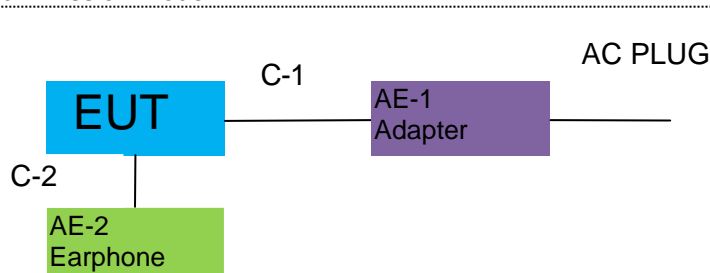 AC PLUG
C-1
EUT
AE-1
Adapter
C-2
AE-2
Earphone